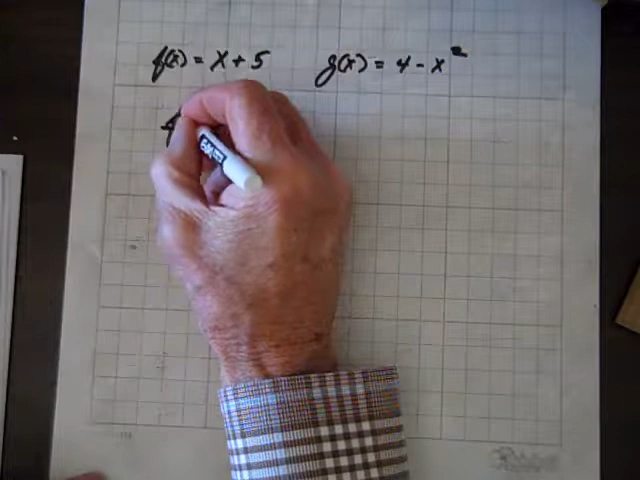 f(x) = x + 5 g(x) = 4 - x²